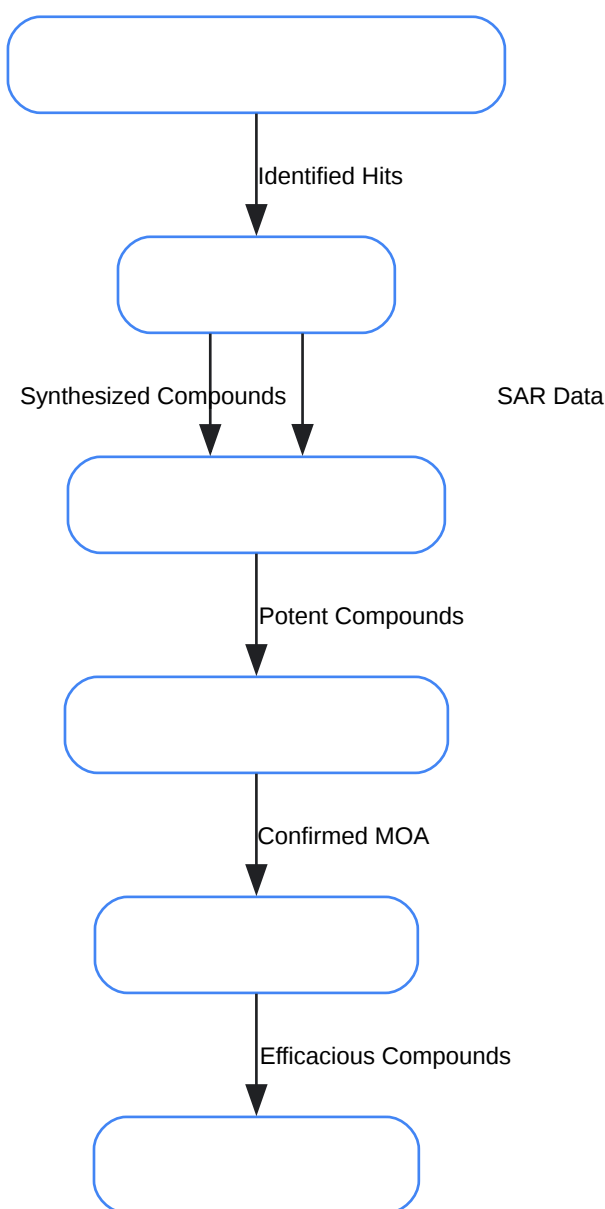 Identified Hits
Synthesized Compounds
SAR Data
Potent Compounds
Confirmed MOA
Efficacious Compounds